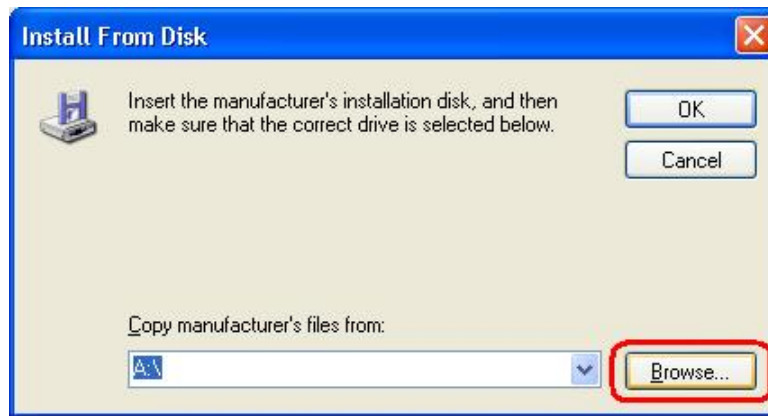 Install From Disk
Insert the manufacturer's installation disk, and then
make sure that the correct drive is selected below.
OK
Cancel
Copy manufacturer's files from:
A:\
Browse...